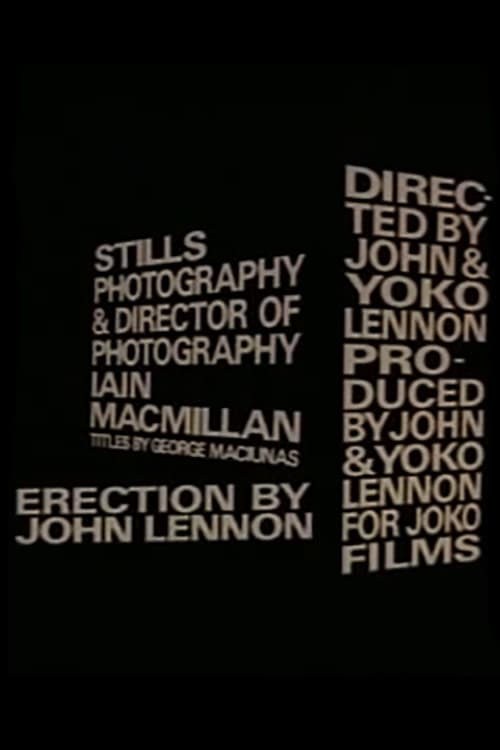 STILLS
PHOTOGRAPHY
& DIRECTOR OF
PHOTOGRAPHY
IAIN
MACMILLAN
TITLES BY GEORGE MACIUNAS
ERECTION BY
JOHN LENNON
DIREC-
TED BY
JOHN &
YOKO
LENNON
PRO-
DUCED
BY JOHN
& YOKO
LENNON
FOR JOKO
FILMS